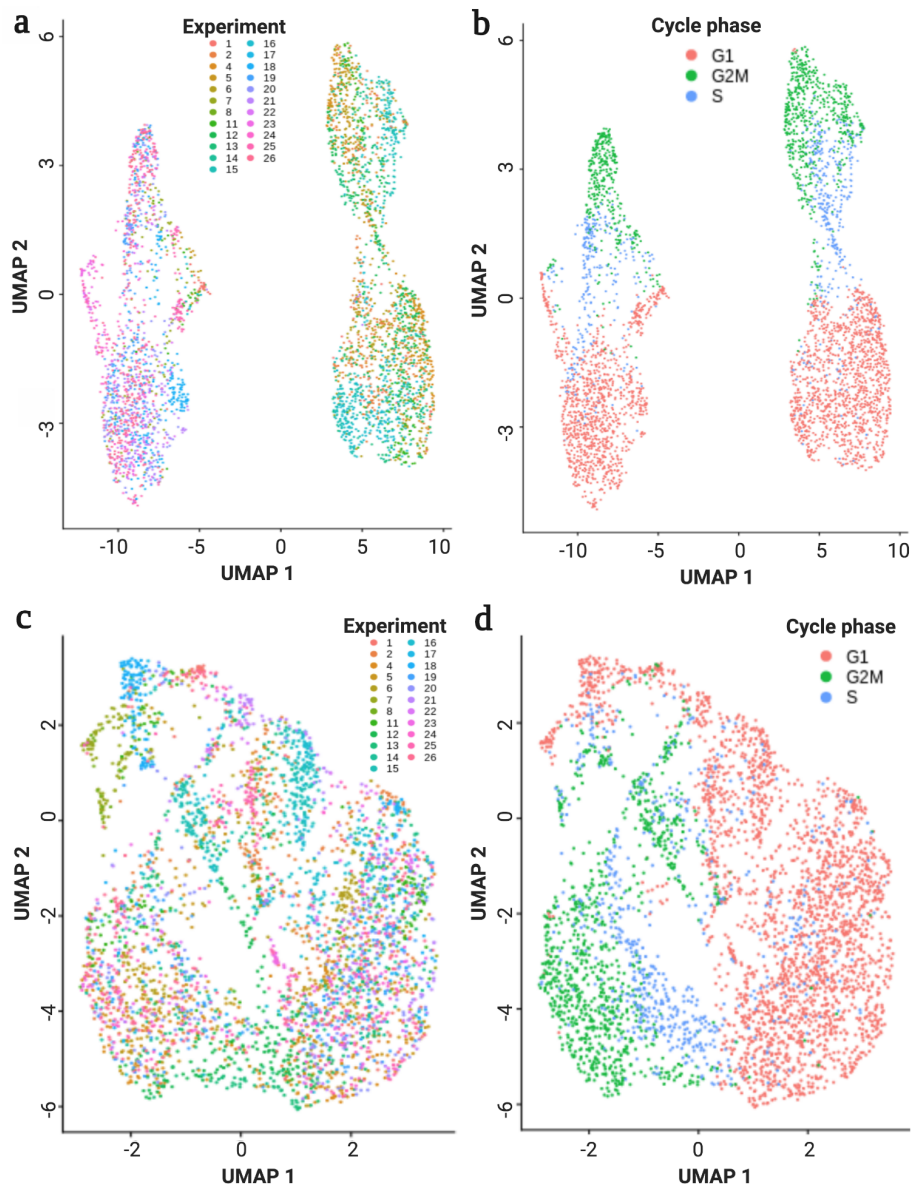 a
Experiment
1 16
2 17
4 18
5 19
6 20
7 21
8 22
11 23
12 24
13 25
14 26
15
6
3
0
-3
UMAP 2
-10 -5 0 5 10
UMAP 1
b
Cycle phase
G1
G2M
S
6
3
0
-3
UMAP 2
-10 -5 0 5 10
UMAP 1
c
Experiment
1 16
2 17
4 18
5 19
6 20
7 21
8 22
11 23
12 24
13 25
14 26
15
2
0
-2
-4
-6
UMAP 2
-2 0 2
UMAP 1
d
Cycle phase
G1
G2M
S
2
0
-2
-4
-6
UMAP 2
-2 0 2
UMAP 1